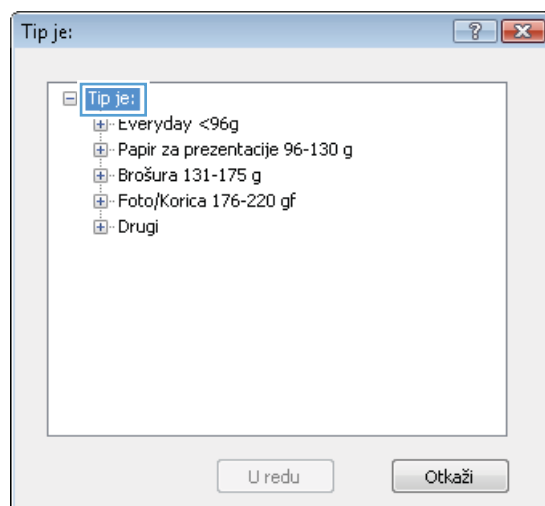 Tip je:
Tip je:
Everyday <96g
Papir za prezentacije 96-130 g
Brošura 131-175 g
Foto/Korica 176-220 gf
Drugi
U redu Otkaži